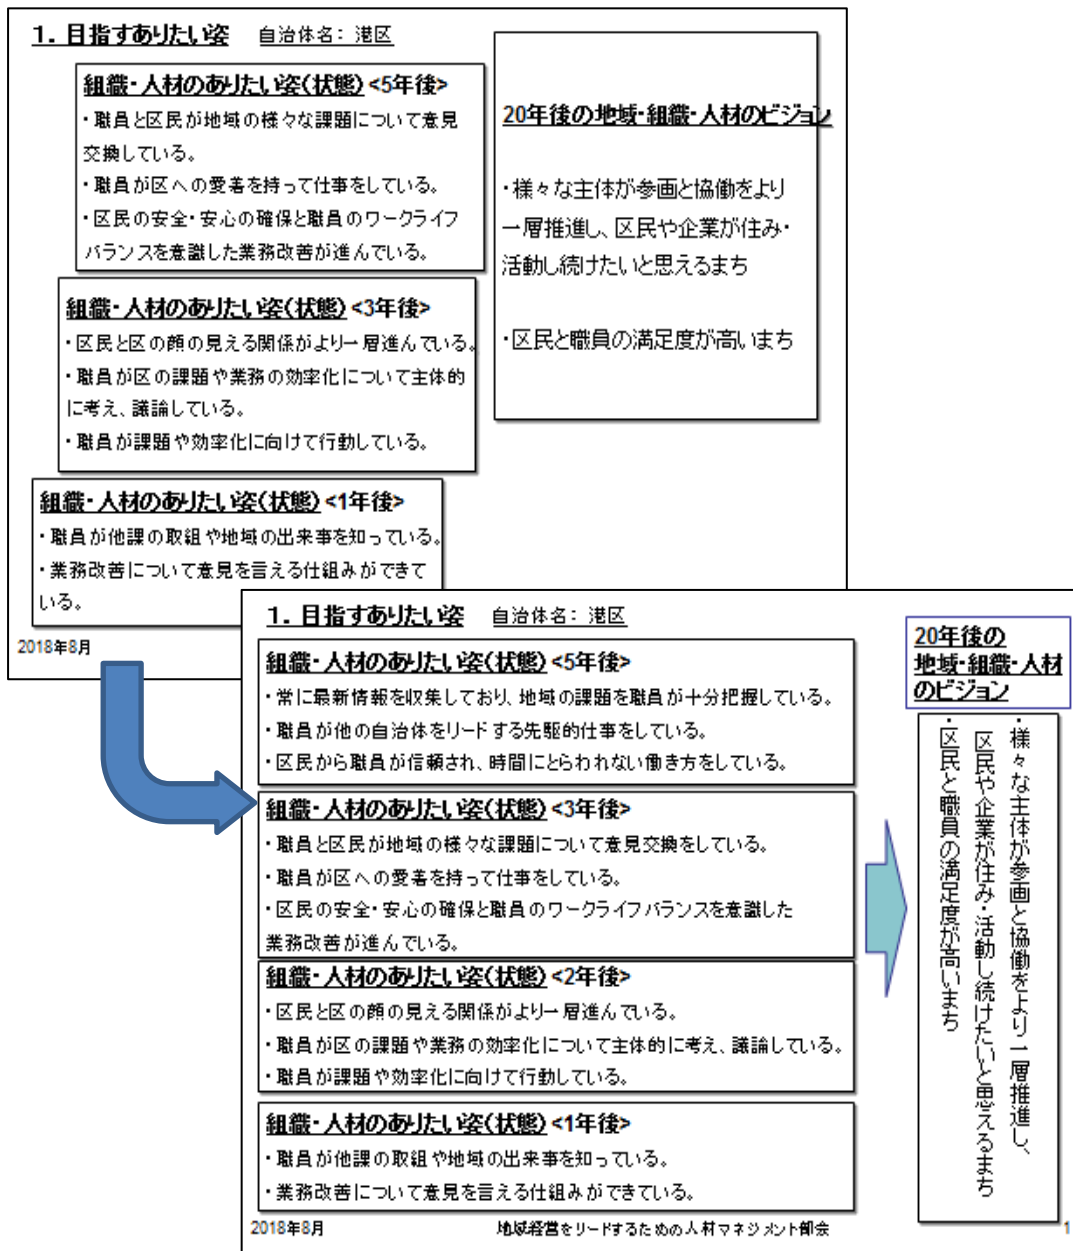 1. 目指すありたい姿 自治体名: 港区
組織・人材のありたい姿(状態) <5年後>
・職員と区民が地域の様々な課題について意見
交換している。
・職員が区への愛着を持って仕事をしている。
・区民の安全・安心の確保と職員のワークライフ
バランスを意識した業務改善が進んでいる。
組織・人材のありたい姿(状態) <3年後>
・区民と区の顔の見える関係がより一層進んでいる。
・職員が区の課題や業務の効率化について主体的
に考え、議論している。
・職員が課題や効率化に向けて行動している。
組織・人材のありたい姿(状態) <1年後>
・職員が他課の取組や地域の出来事を知っている。
・業務改善について意見を言える仕組みができて
いる。
2018年8月
20年後の地域・組織・人材のビジョン
・様々な主体が参画と協働をより
一層推進し、区民や企業が住み・
活動し続けたいと思えるまち
・区民と職員の満足度が高いまち
1. 目指すありたい姿 自治体名: 港区
組織・人材のありたい姿(状態) <5年後>
・常に最新情報を収集しており、地域の課題を職員が十分把握している。
・職員が他の自治体をリードする先駆的仕事をしている。
・区民から職員が信頼され、時間にとらわれない働き方をしている。
組織・人材のありたい姿(状態) <3年後>
・職員と区民が地域の様々な課題について意見交換をしている。
・職員が区への愛着を持って仕事をしている。
・区民の安全・安心の確保と職員のワークライフバランスを意識した
業務改善が進んでいる。
組織・人材のありたい姿(状態) <2年後>
・区民と区の顔の見える関係がより一層進んでいる。
・職員が区の課題や業務の効率化について主体的に考え、議論している。
・職員が課題や効率化に向けて行動している。
組織・人材のありたい姿(状態) <1年後>
・職員が他課の取組や地域の出来事を知っている。
・業務改善について意見を言える仕組みができている。
20年後の
地域・組織・人材
のビジョン
・様々な主体が参画と協働をより一層推進し、
区民や企業が住み・活動し続けたいと思えるまち
・区民と職員の満足度が高いまち
2018年8月 地域経営をリードするための人材マネジメント部会 1